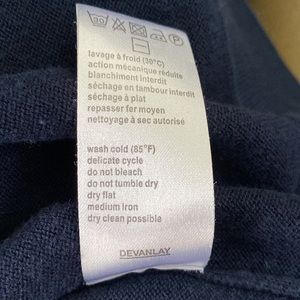 30 P
lavage à froid (30°C)
action mécanique réduite
blanchiment interdit
séchage en tambour interdit
séchage à plat
repasser fer moyen
nettoyage à sec autorisé
wash cold (85°F)
delicate cycle
do not bleach
do not tumble dry
dry flat
medium iron
dry clean possible
DEVANLAY